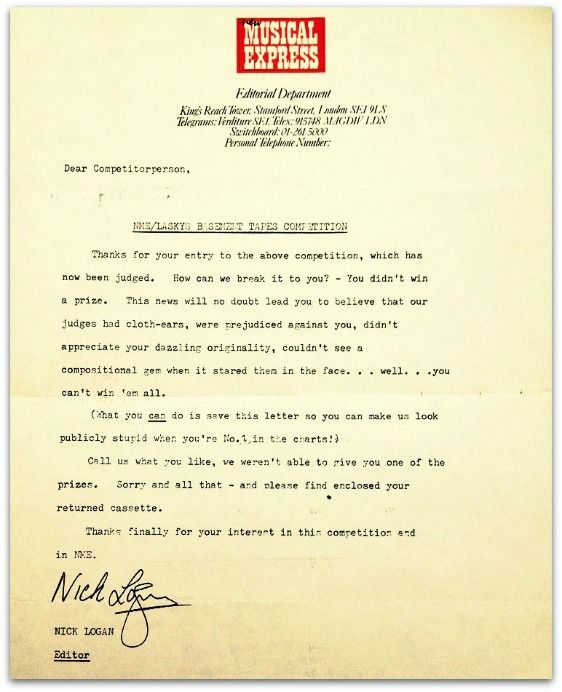 new
MUSICAL
EXPRESS
Editorial Department
King's Reach Tower, Stamford Street, London SE1 9LS
Telegrams: Verditure SE1. Telex: 915748 MAGDIV LDN
Switchboard: 01-261 5000
Personal Telephone Number:
Dear Competitorperson,
NME/LASKYS BASEMENT TAPES COMPETITION
Thanks for your entry to the above competition, which has
now been judged. How can we break it to you? - You didn't win
a prize. This news will no doubt lead you to believe that our
judges had cloth-ears, were prejudiced against you, didn't
appreciate your dazzling originality, couldn't see a
compositional gem when it stared them in the face. . . well. . .you
can't win 'em all.
(What you can do is save this letter so you can make us look
publicly stupid when you're No.1 in the charts!)
Call us what you like, we weren't able to give you one of the
prizes. Sorry and all that - and please find enclosed your
returned cassette.
Thanks finally for your interest in this competition and
in NME.
Nick Logan
NICK LOGAN
Editor